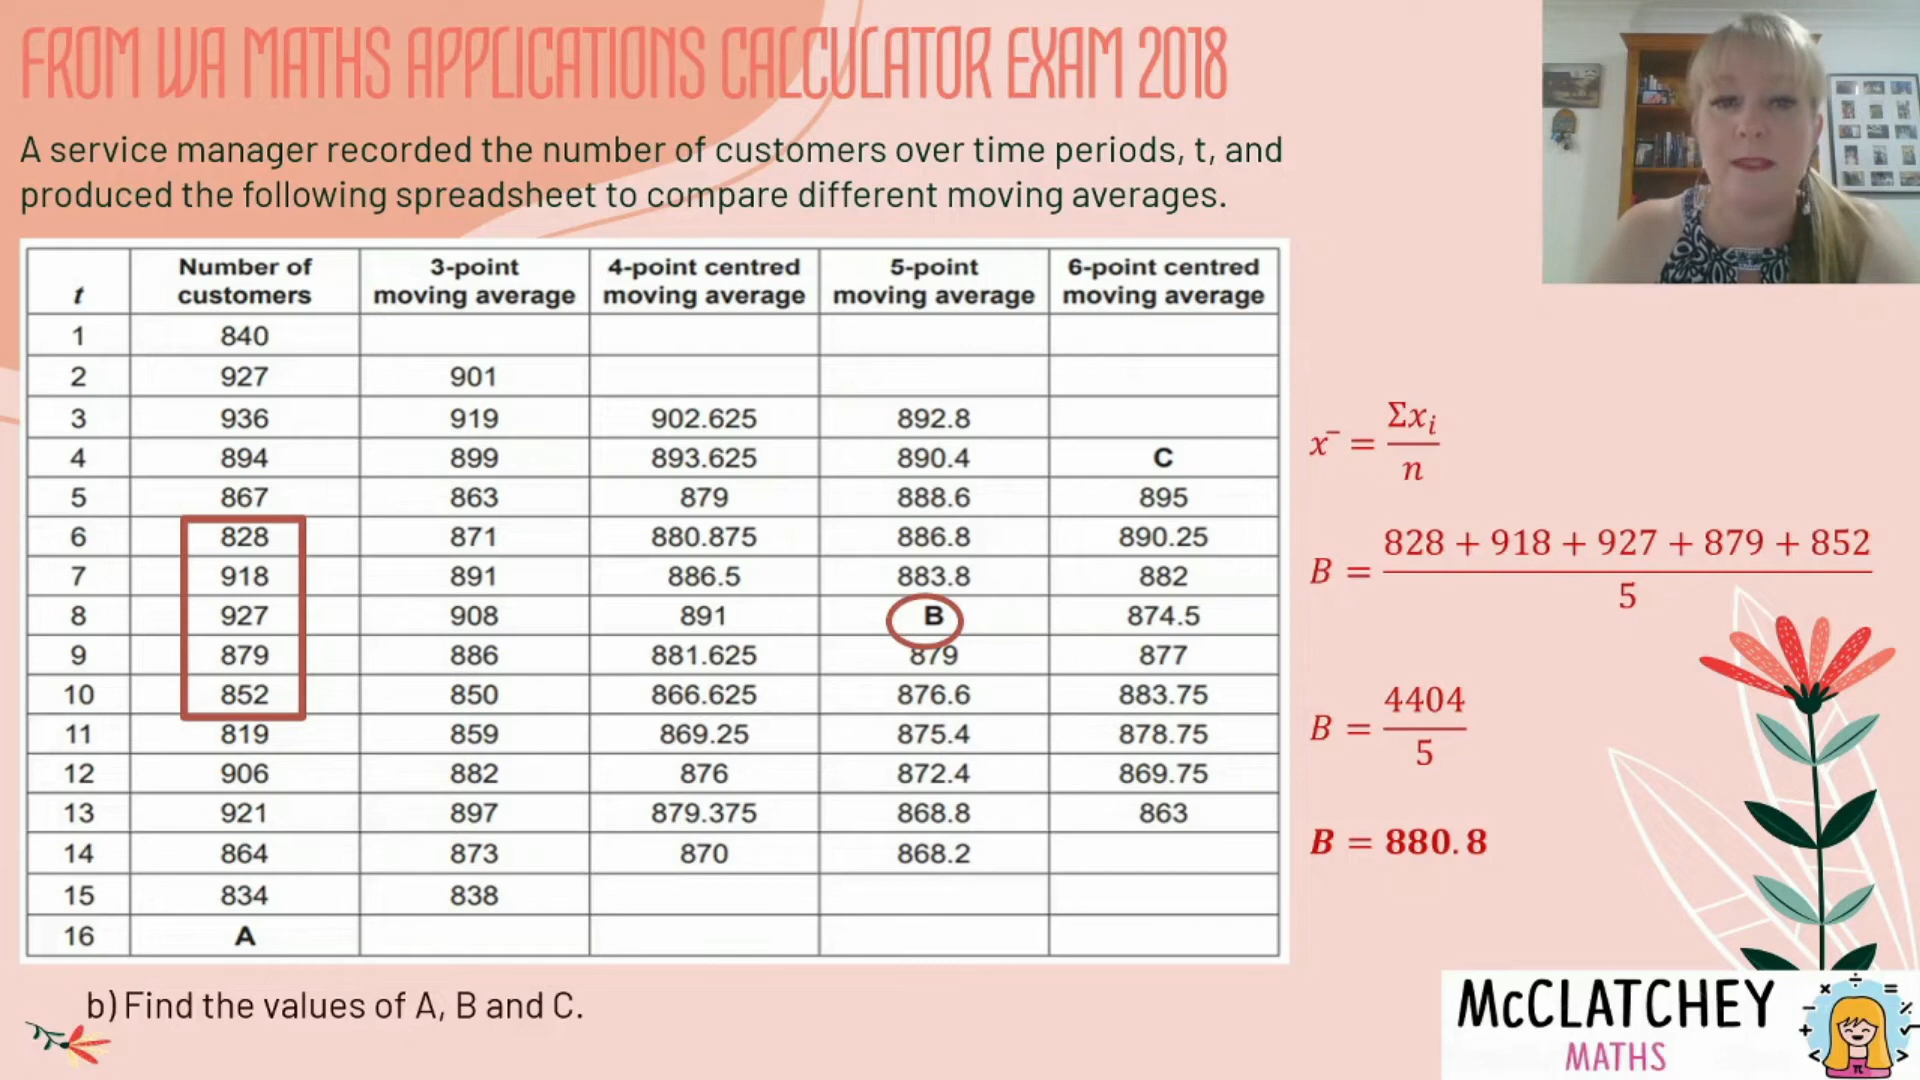 FROM WA MATHS APPLICATIONS CALCULATOR EXAM 2018
A service manager recorded the number of customers over time periods, t, and
produced the following spreadsheet to compare different moving averages.
t | Number of customers | 3-point moving average | 4-point centred moving average | 5-point moving average | 6-point centred moving average
1 840
2 927 901
3 936 919 902.625 892.8
4 894 899 893.625 890.4 C
5 867 863 879 888.6 895
6 828 871 880.875 886.8 890.25
7 918 891 886.5 883.8 882
8 927 908 891 B 874.5
9 879 886 881.625 879 877
10 852 850 866.625 876.6 883.75
11 819 859 869.25 875.4 878.75
12 906 882 876 872.4 869.75
13 921 897 879.375 868.8 863
14 864 873 870 868.2
15 834 838
16 A
x̄ = Σxᵢ / n
B = 828 + 918 + 927 + 879 + 852 / 5
B = 4404 / 5
B = 880.8
b) Find the values of A, B and C.
McCLATCHEY
MATHS